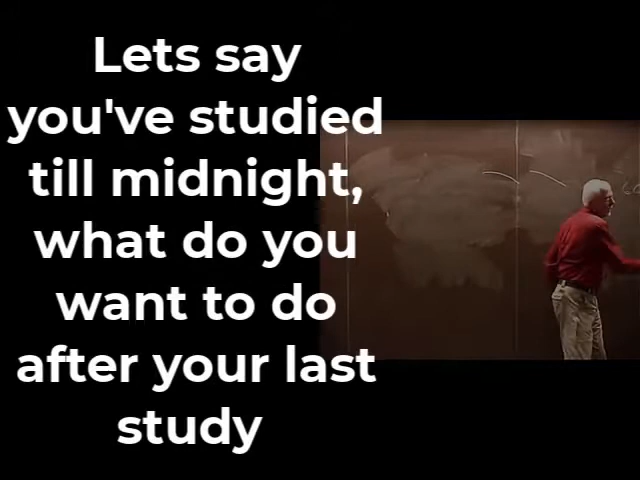 Lets say
you've studied
till midnight,
what do you
want to do
after your last
study